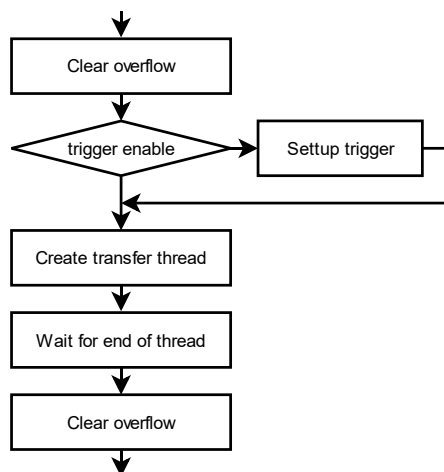 Clear overflow
trigger enable
Settup trigger
Create transfer thread
Wait for end of thread
Clear overflow